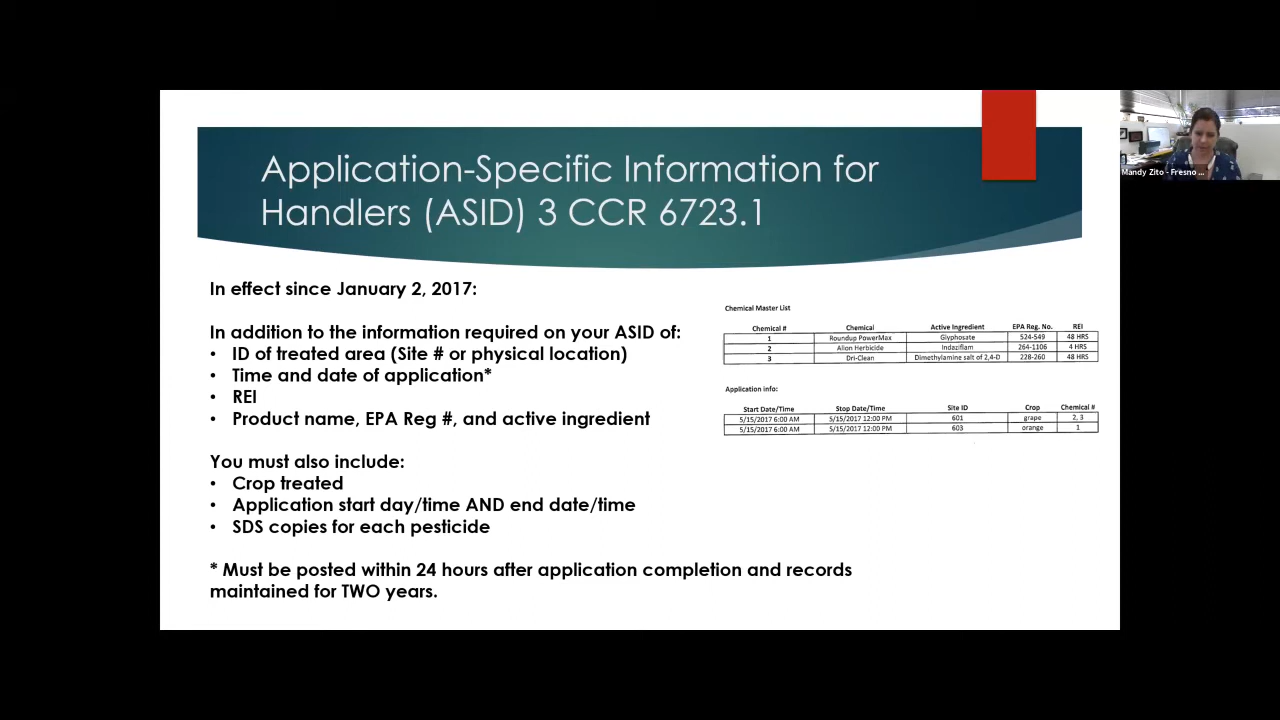 Application-Specific Information for
Handlers (ASID) 3 CCR 6723.1
Mandy Zito - Fresno ...
In effect since January 2, 2017:
In addition to the information required on your ASID of:
• ID of treated area (Site # or physical location)
• Time and date of application*
• REI
• Product name, EPA Reg #, and active ingredient
You must also include:
• Crop treated
• Application start day/time AND end date/time
• SDS copies for each pesticide
* Must be posted within 24 hours after application completion and records
maintained for TWO years.
Chemical Master List
Chemical # Chemical Active Ingredient EPA Reg. No. REI
1 Roundup PowerMax Glyphosate 524-549 48 HRS
2 Alion Herbicide Indaziflam 264-1106 4 HRS
3 Dri-Clean Dimethylamine salt of 2,4-D 228-260 48 HRS
Application info:
Start Date/Time Stop Date/Time Site ID Crop Chemical #
5/15/2017 6:00 AM 5/15/2017 12:00 PM 601 grape 2, 3
5/15/2017 6:00 AM 5/15/2017 12:00 PM 603 orange 1